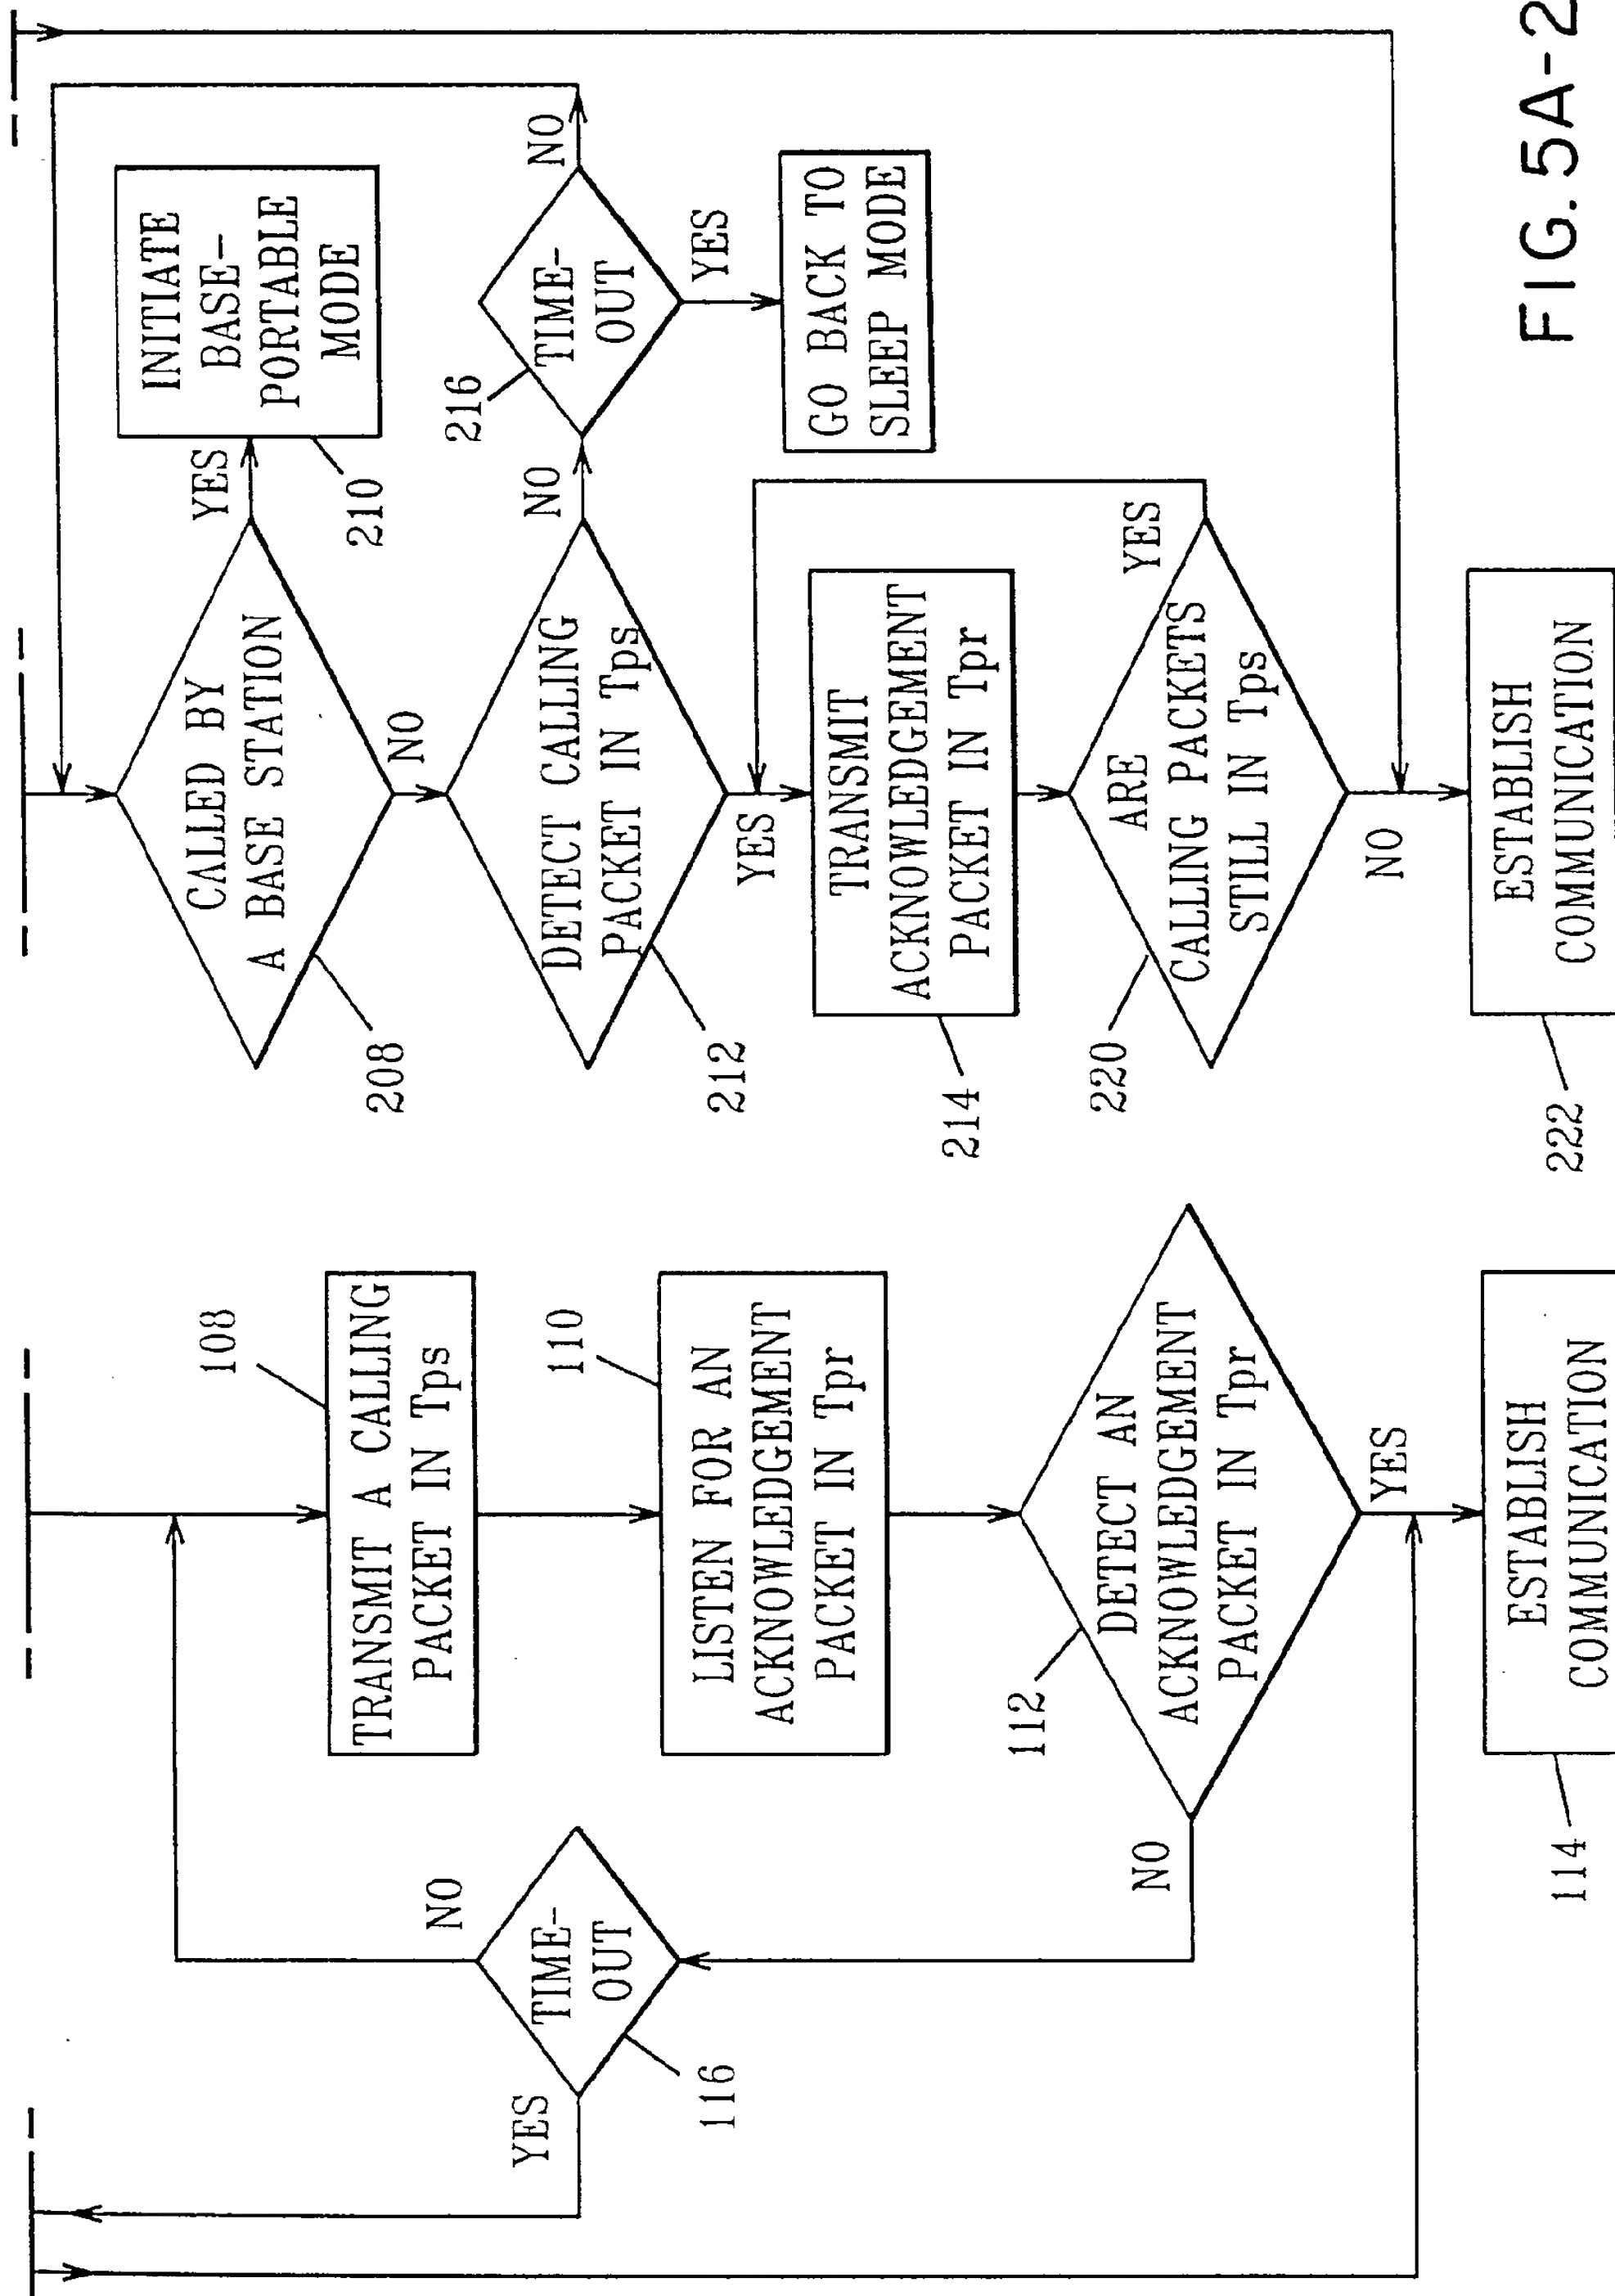 108
TRANSMIT A CALLING
PACKET IN Tps
110
LISTEN FOR AN
ACKNOWLEDGEMENT
PACKET IN Tpr
112
DETECT AN
ACKNOWLEDGEMENT
PACKET IN Tpr
NO
YES
TIME-
OUT
NO
YES
116
ESTABLISH
COMMUNICATION
114
CALLED BY
A BASE STATION
208
YES
NO
INITIATE
BASE-
PORTABLE
MODE
210
DETECT CALLING
PACKET IN Tps
212
NO
YES
216
TIME-
OUT
NO
YES
GO BACK TO
SLEEP MODE
TRANSMIT
ACKNOWLEDGEMENT
PACKET IN Tpr
214
ARE
CALLING PACKETS
STILL IN Tps
220
YES
NO
ESTABLISH
COMMUNICATION
222
FIG. 5A-2